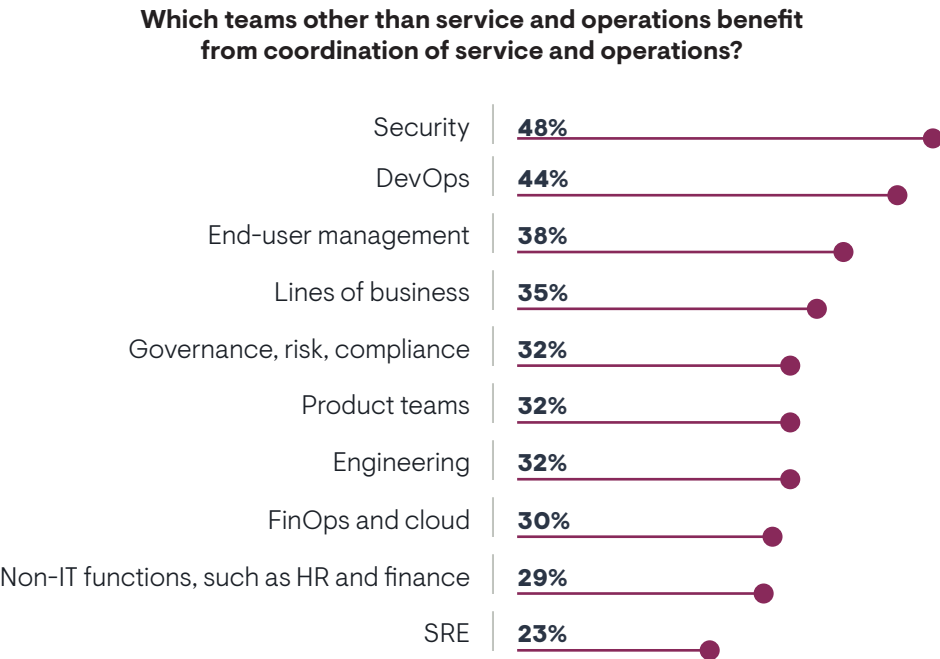 Which teams other than service and operations benefit
from coordination of service and operations?
Security 48%
DevOps 44%
End-user management 38%
Lines of business 35%
Governance, risk, compliance 32%
Product teams 32%
Engineering 32%
FinOps and cloud 30%
Non-IT functions, such as HR and finance 29%
SRE 23%